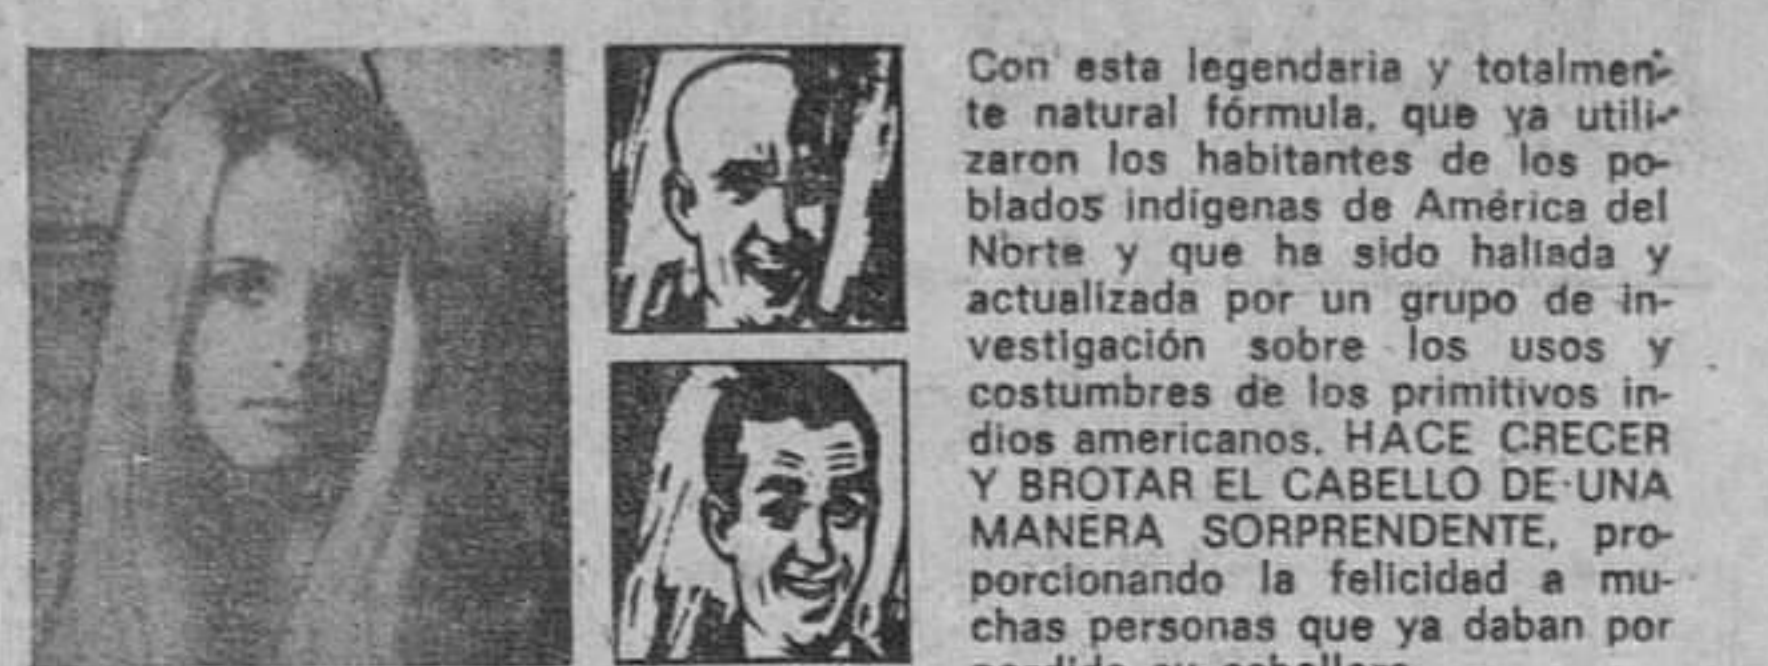 Con esta legendaria y totalmen-
te natural fórmula, que ya utili-
zaron los habitantes de los po-
blados indígenas de América del
Norte y que ha sido hallada y
actualizada por un grupo de in-
vestigación sobre los usos y
costumbres de los primitivos in-
dios americanos. HACE CRECER
Y BROTAR EL CABELLO DE UNA
MANERA SORPRENDENTE, pro-
porcionando la felicidad a mu-
chas personas que ya daban por